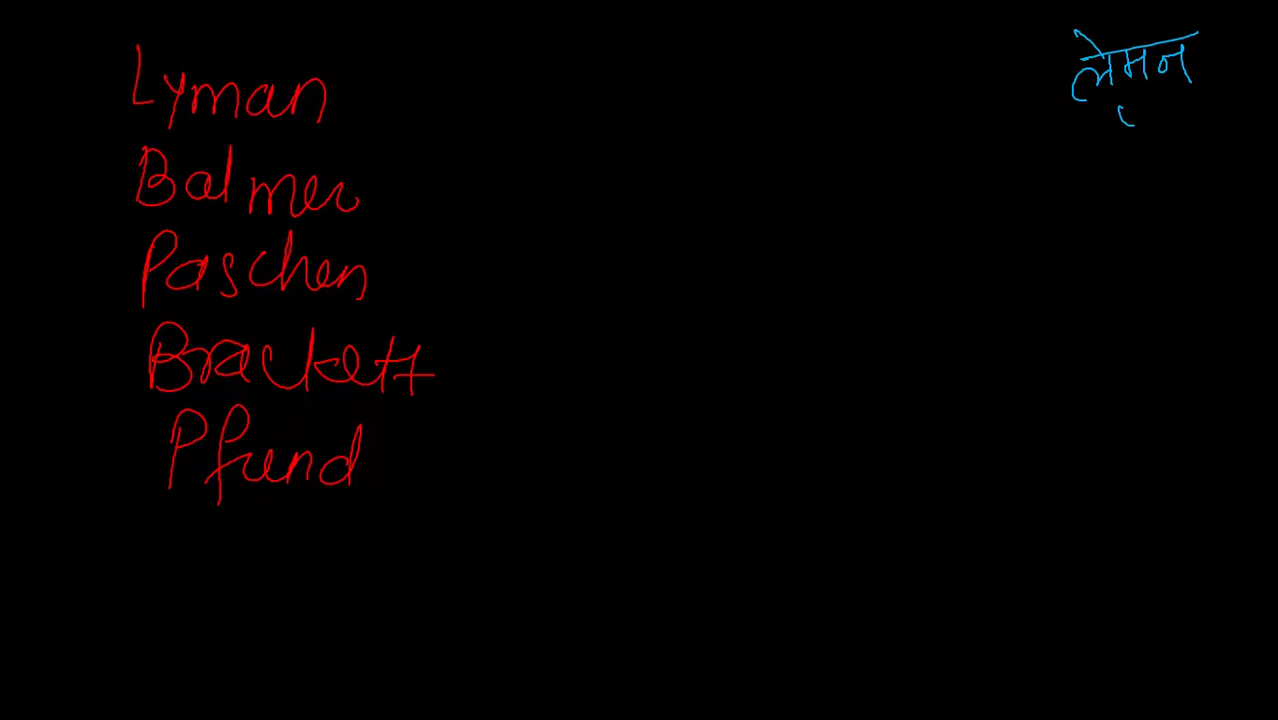 Lyman
Balmer
Paschen
Brackett
Pfund
लेमन